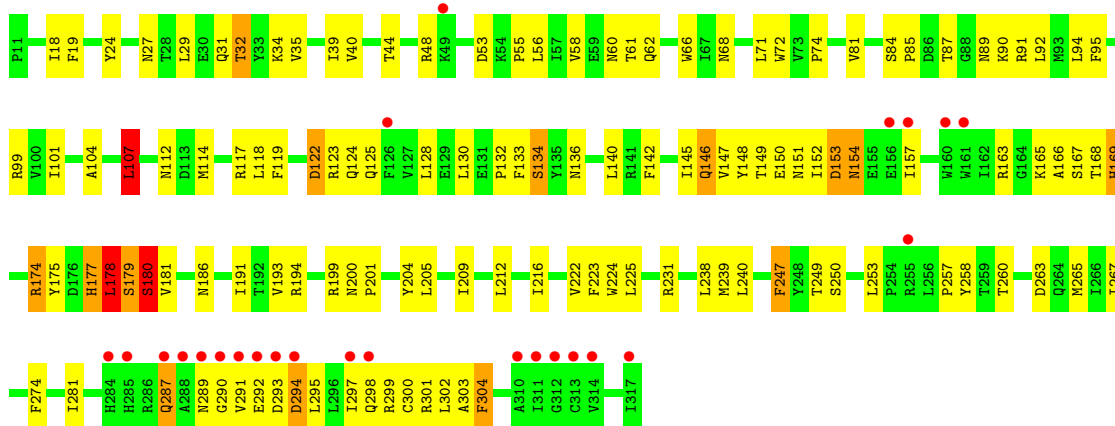 P11 I18 F19 Y24 N27 T28 L29 E30 Q31 T32 Y33 K34 V35 I39 V40 T44 R48 K49 D53 K54 P55 L56 I57 V58 E59 N60 T61 Q62 W66 I67 N68 L71 W72 V73 P74 V81 S84 P85 D86 T87 G88 N89 K90 R91 L92 M93 L94 F95
R99 V100 I101 A104 L107 N112 D113 M114 R117 L118 F119 D122 R123 Q124 Q125 F126 V127 L128 E129 L130 E131 P132 F133 S134 Y135 N136 L140 R141 F142 I145 Q146 V147 Y148 T149 E150 N151 I152 D153 N154 E155 E156 I157 W160 W161 I162 R163 G164 K165 A166 S167 T168 H169
R174 Y175 D176 H177 L178 S179 S180 V181 N186 I191 T192 V193 R194 R199 N200 P201 Y204 L205 I209 L212 I216 V222 F223 W224 L225 R231 L238 M239 L240 F247 Y248 T249 S250 L253 P254 R255 L256 P257 Y258 T259 T260 D263 Q264 M265 I266 I267
F274 I281 H284 H285 R286 Q287 A288 N289 G290 V291 E292 D293 D294 L295 L296 I297 Q298 R299 C300 R301 L302 A303 F304 A310 I311 G312 C313 V314 I317